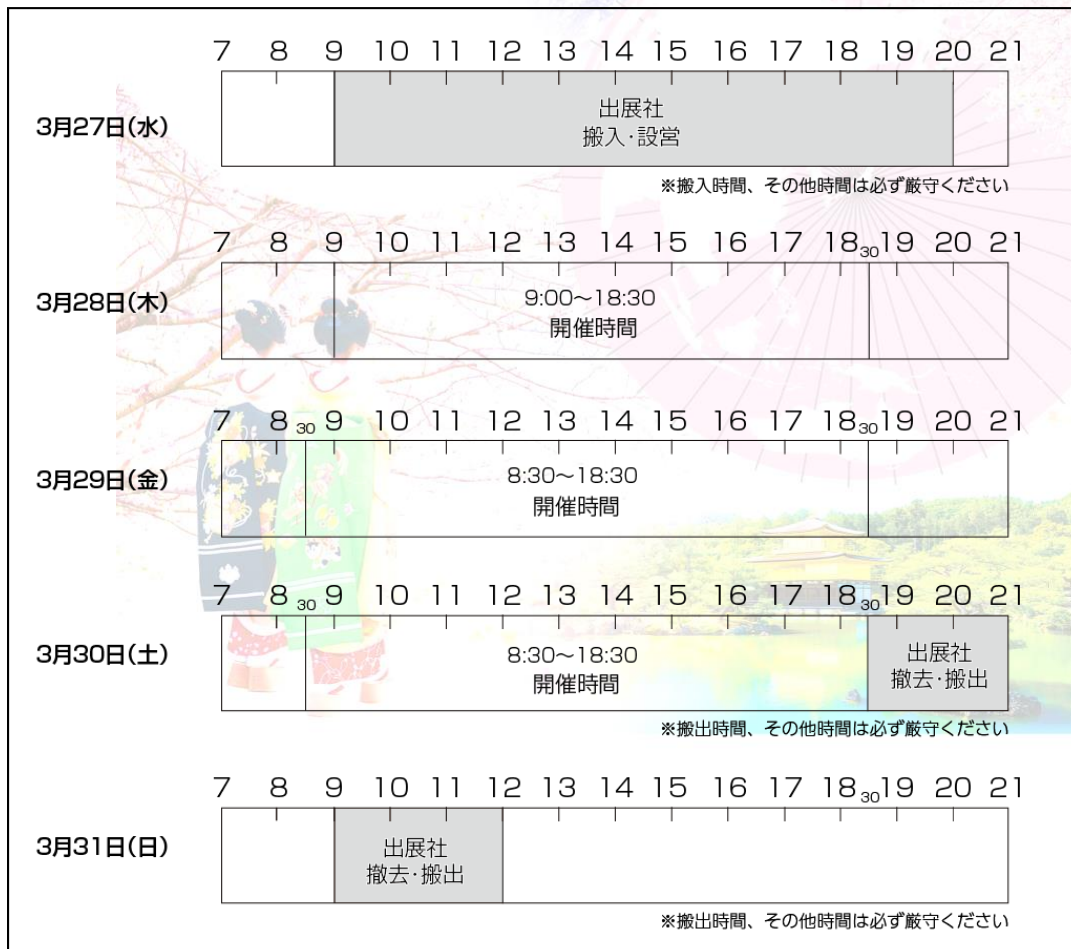 7 8 9 10 11 12 13 14 15 16 17 18 19 20 21
3月27日(水)
出展社
搬入・設営
※搬入時間、その他時間は必ず厳守ください
7 8 9 10 11 12 13 14 15 16 17 18 30 19 20 21
3月28日(木)
9:00〜18:30
開催時間
7 8 30 9 10 11 12 13 14 15 16 17 18 30 19 20 21
3月29日(金)
8:30〜18:30
開催時間
7 8 30 9 10 11 12 13 14 15 16 17 18 30 19 20 21
3月30日(土)
8:30〜18:30
開催時間
出展社
撤去・搬出
※搬出時間、その他時間は必ず厳守ください
7 8 9 10 11 12 13 14 15 16 17 18 30 19 20 21
3月31日(日)
出展社
撤去・搬出
※搬出時間、その他時間は必ず厳守ください